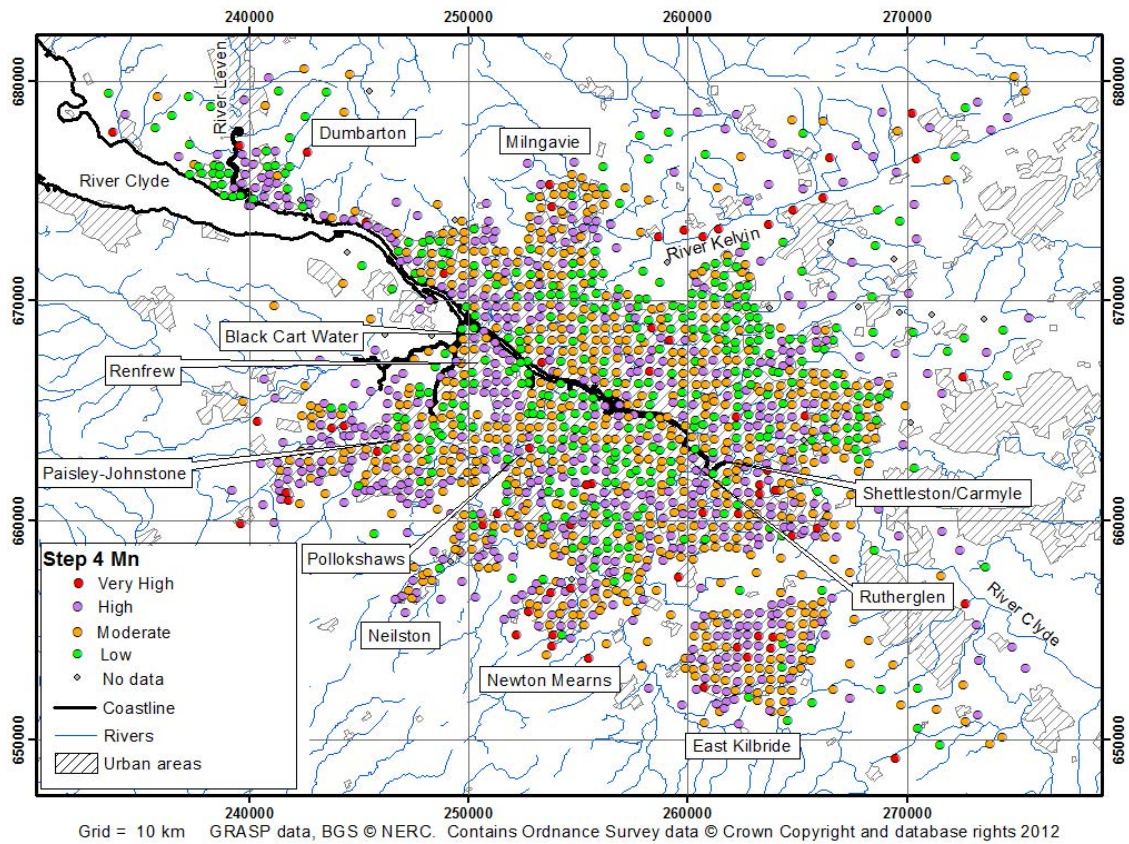 240000 250000 260000 270000
680000 680000
River Leven
Dumbarton
Milngavie
River Clyde
River Kelvin
670000 670000
Black Cart Water
Renfrew
Paisley-Johnstone
Shettleston/Carmyle
660000 660000
Pollokshaws
Rutherglen
River Clyde
Neilston
Newton Mearns
East Kilbride
650000 650000
Step 4 Mn
Very High
High
Moderate
Low
No data
Coastline
Rivers
Urban areas
240000 250000 260000 270000
Grid = 10 km GRASP data, BGS © NERC. Contains Ordnance Survey data © Crown Copyright and database rights 2012